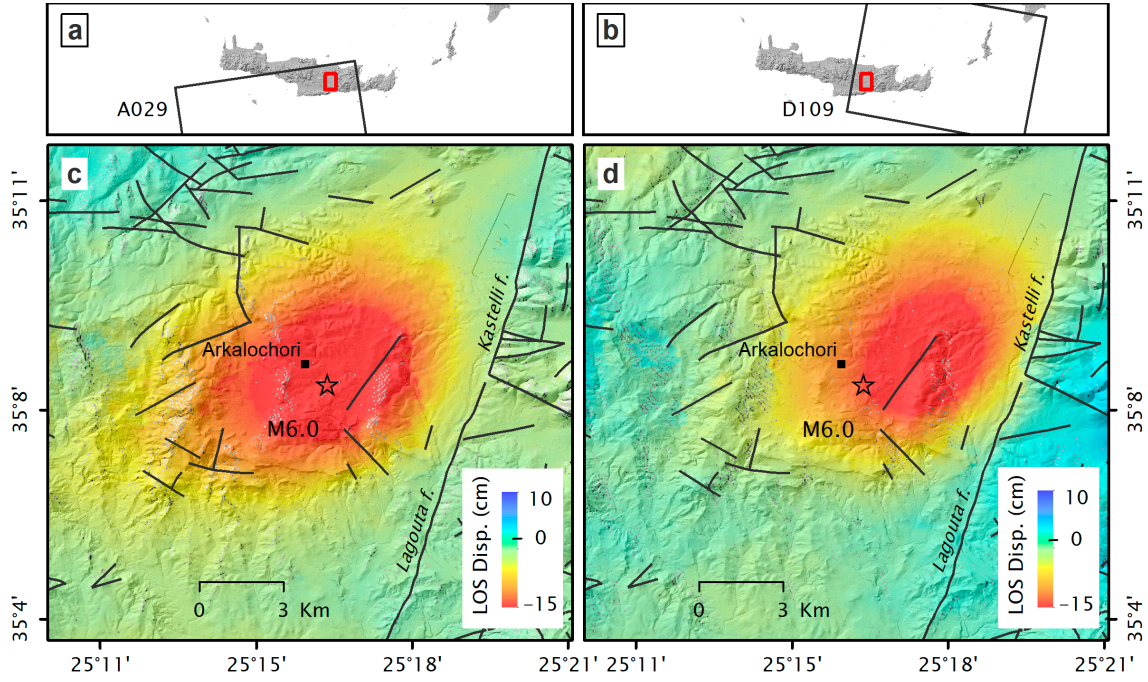 a
A029
b
D109
c
35°11'
35°8'
35°4'
Arkalochori
M6.0
Kastelli f.
Lagouta f.
0 3 Km
LOS Disp. (cm)
10
0
−15
25°11'
25°15'
25°18'
25°21'
d
Arkalochori
M6.0
Kastelli f.
Lagouta f.
0 3 Km
LOS Disp. (cm)
10
0
−15
35°11'
35°8'
35°4'
25°11'
25°15'
25°18'
25°21'